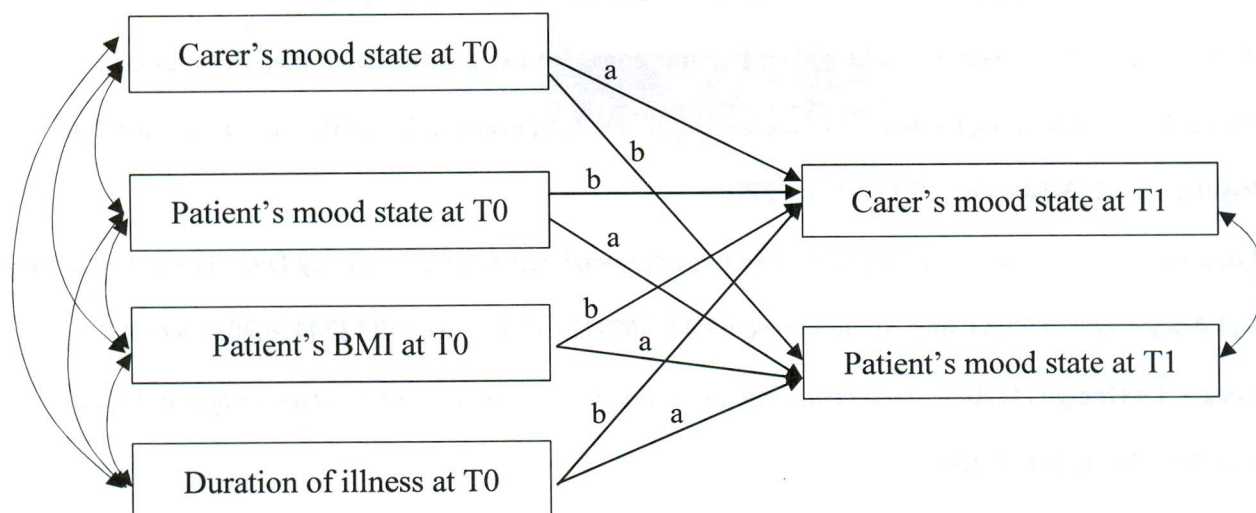 Carer’s mood state at T0
a
b
Patient’s mood state at T0
b
Carer’s mood state at T1
a
b
Patient’s BMI at T0
a
Patient’s mood state at T1
b
a
Duration of illness at T0